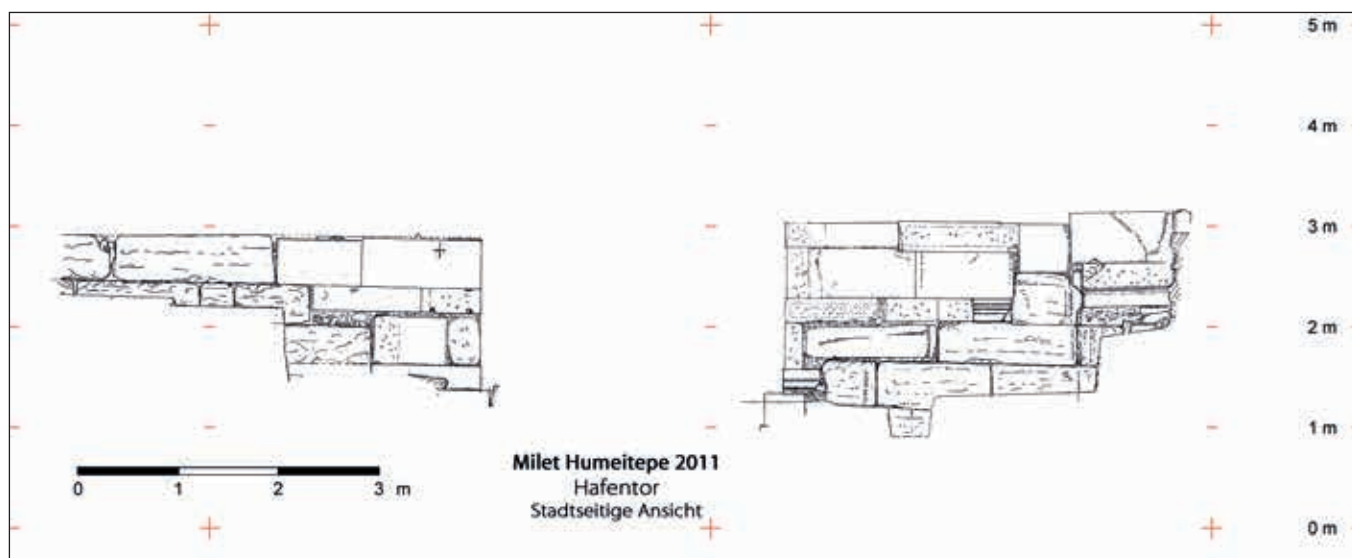 5 m
4 m
3 m
2 m
1 m
0 1 2 3 m
Milet Humeitepe 2011
Hafentor
Stadtseitige Ansicht
0 m